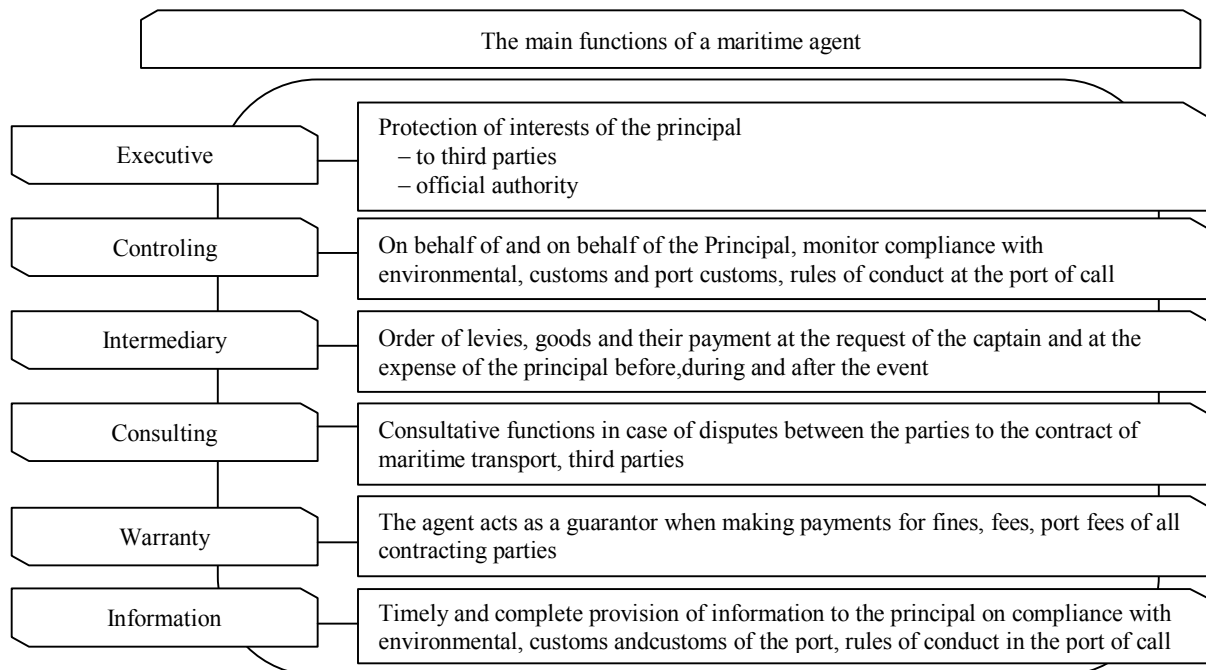 The main functions of a maritime agent
Executive
Protection of interests of the principal
– to third parties
– official authority
Controling
On behalf of and on behalf of the Principal, monitor compliance with
environmental, customs and port customs, rules of conduct at the port of call
Intermediary
Order of levies, goods and their payment at the request of the captain and at the
expense of the principal before,during and after the event
Consulting
Consultative functions in case of disputes between the parties to the contract of
maritime transport, third parties
Warranty
The agent acts as a guarantor when making payments for fines, fees, port fees of all
contracting parties
Information
Timely and complete provision of information to the principal on compliance with
environmental, customs andcustoms of the port, rules of conduct in the port of call